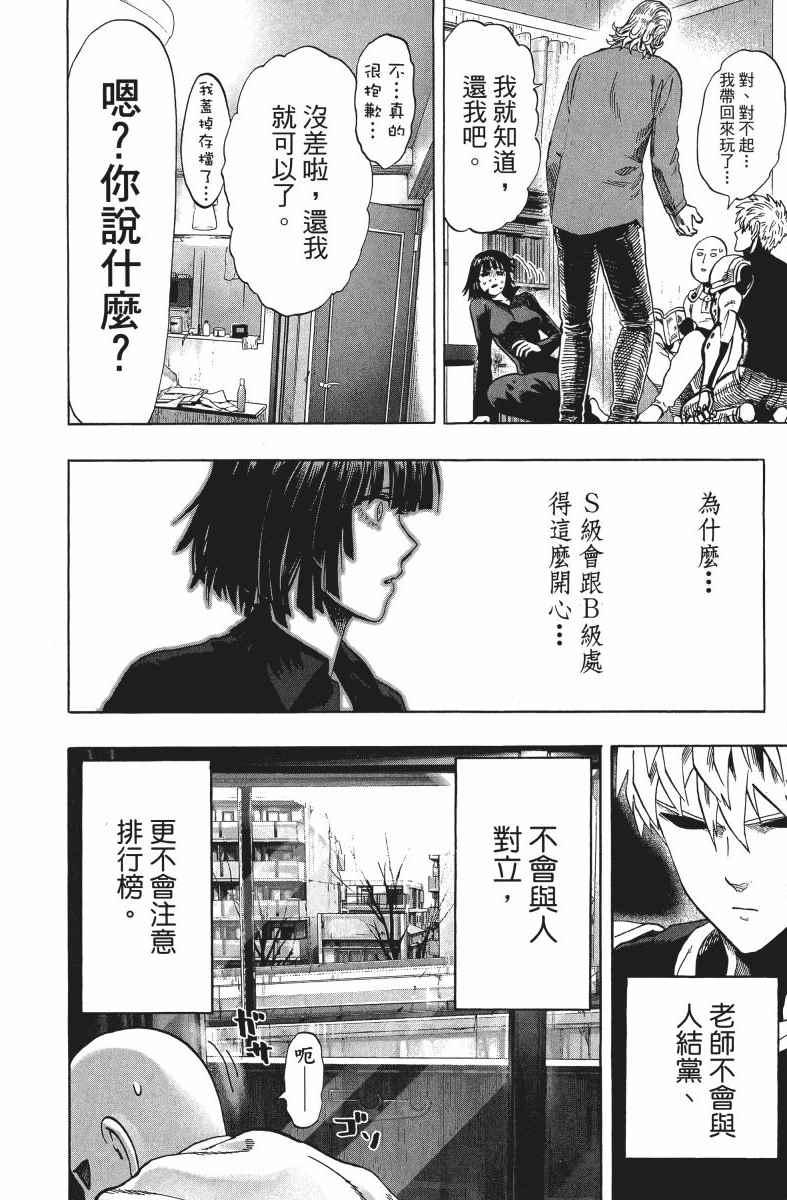 對、對不起…
我帶回來玩了…
我就知道，
還我吧。
不…真的
很抱歉…
沒差啦，還我
就可以了。
我蓋掉存檔了…
嗯？你說什麼？
為什麼…
S級會跟B級處
得這麼開心…
老師不會與
人結黨、
不會與人
對立，
更不會注意
排行榜。
ガサ
呃——
ゴソ